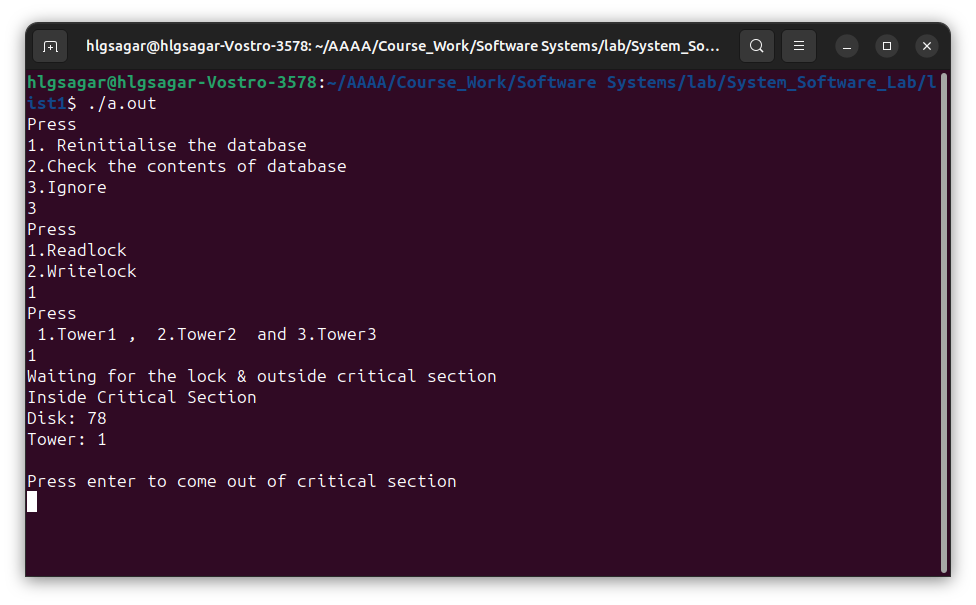 hlgsagar@hlgsagar-Vostro-3578: ~/AAAA/Course_Work/Software Systems/lab/System_So...
hlgsagar@hlgsagar-Vostro-3578:~/AAAA/Course_Work/Software Systems/lab/System_Software_Lab/l
ist1$ ./a.out
Press
1. Reinitialise the database
2.Check the contents of database
3.Ignore
3
Press
1.Readlock
2.Writelock
1
Press
 1.Tower1 ,  2.Tower2  and 3.Tower3
1
Waiting for the lock & outside critical section
Inside Critical Section
Disk: 78
Tower: 1

Press enter to come out of critical section